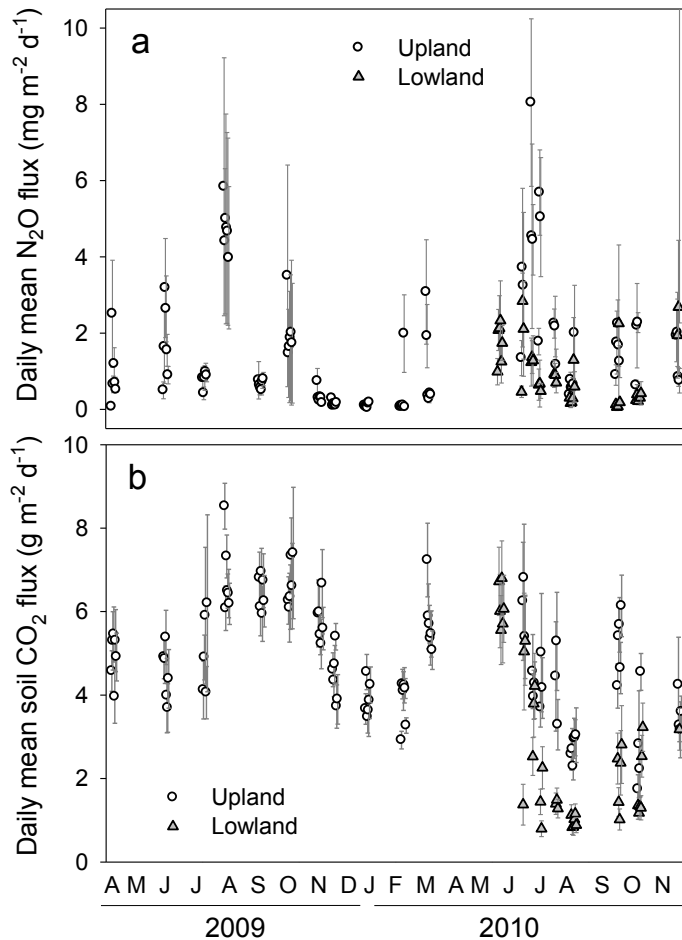 Daily mean N₂O flux (mg m⁻² d⁻¹)
10
8
6
4
2
0
a
Upland
Lowland
Daily mean soil CO₂ flux (g m⁻² d⁻¹)
10
8
6
4
2
0
b
Upland
Lowland
A M J J A S O N D J F M A M J J A S O N
2009 2010